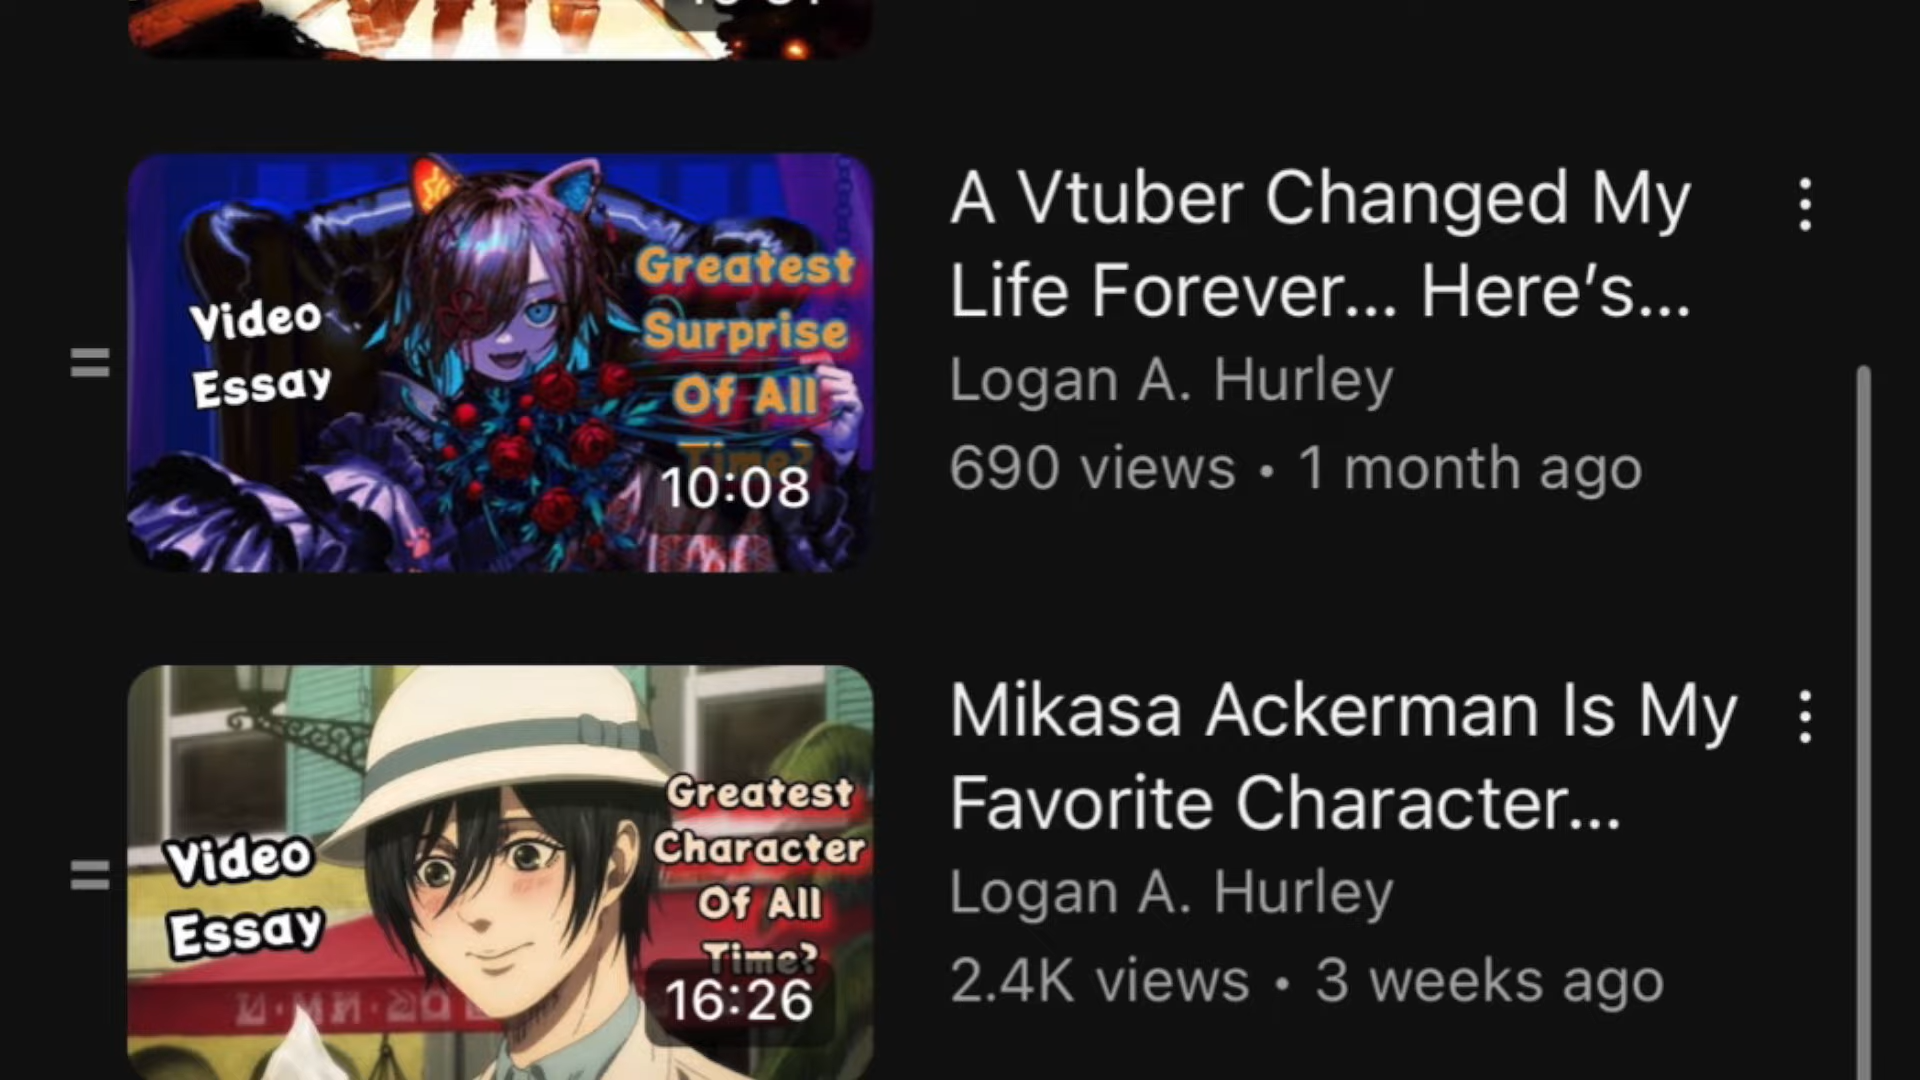 Video
Essay
Greatest
Surprise
Of All
Time?
10:08
A Vtuber Changed My
Life Forever... Here's...
Logan A. Hurley
690 views • 1 month ago
Video
Essay
Greatest
Character
Of All
Time?
16:26
Mikasa Ackerman Is My
Favorite Character...
Logan A. Hurley
2.4K views • 3 weeks ago